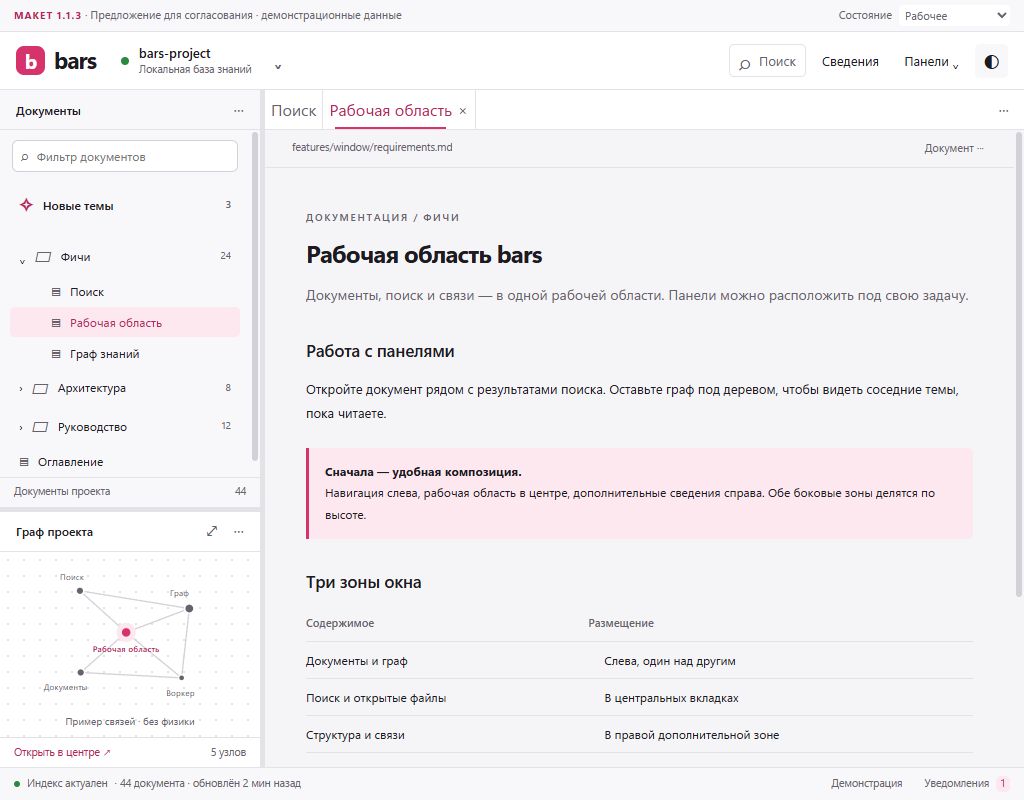 МАКЕТ 1.1.3 · Предложение для согласования · демонстрационные данные
Состояние Рабочее
b bars
bars-project
Локальная база знаний
Поиск Сведения Панели
Документы ...
Поиск Рабочая область × ...
Фильтр документов
features/window/requirements.md Документ ...
Новые темы 3
Фичи 24
Поиск
Рабочая область
Граф знаний
Архитектура 8
Руководство 12
Оглавление
Документы проекта 44
ДОКУМЕНТАЦИЯ / ФИЧИ
Рабочая область bars
Документы, поиск и связи — в одной рабочей области. Панели можно расположить под свою задачу.
Работа с панелями
Откройте документ рядом с результатами поиска. Оставьте граф под деревом, чтобы видеть соседние темы,
пока читаете.
Сначала — удобная композиция.
Навигация слева, рабочая область в центре, дополнительные сведения справа. Обе боковые зоны делятся по
высоте.
Три зоны окна
Содержимое Размещение
Документы и граф Слева, один над другим
Поиск и открытые файлы В центральных вкладках
Структура и связи В правой дополнительной зоне
Граф проекта ...
Поиск
Граф
Рабочая область
Документы
Воркер
Пример связей · без физики
Открыть в центре ↗ 5 узлов
Индекс актуален · 44 документа · обновлён 2 мин назад
Демонстрация Уведомления 1